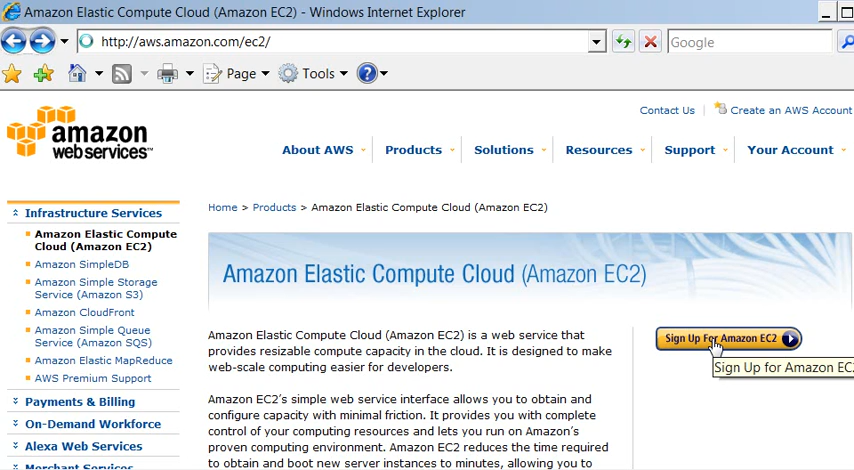 Amazon Elastic Compute Cloud (Amazon EC2) - Windows Internet Explorer
http://aws.amazon.com/ec2/
Google
Page
Tools
Contact Us
Create an AWS Account
amazon
web services™
About AWS
Products
Solutions
Resources
Support
Your Account
Infrastructure Services
Amazon Elastic Compute
Cloud (Amazon EC2)
Amazon SimpleDB
Amazon Simple Storage
Service (Amazon S3)
Amazon CloudFront
Amazon Simple Queue
Service (Amazon SQS)
Amazon Elastic MapReduce
AWS Premium Support
Payments & Billing
On-Demand Workforce
Alexa Web Services
Merchant Services
Home > Products > Amazon Elastic Compute Cloud (Amazon EC2)
Amazon Elastic Compute Cloud (Amazon EC2)
Amazon Elastic Compute Cloud (Amazon EC2) is a web service that
provides resizable compute capacity in the cloud. It is designed to make
web-scale computing easier for developers.
Amazon EC2's simple web service interface allows you to obtain and
configure capacity with minimal friction. It provides you with complete
control of your computing resources and lets you run on Amazon's
proven computing environment. Amazon EC2 reduces the time required
to obtain and boot new server instances to minutes, allowing you to
Sign Up For Amazon EC2
Sign Up for Amazon EC2